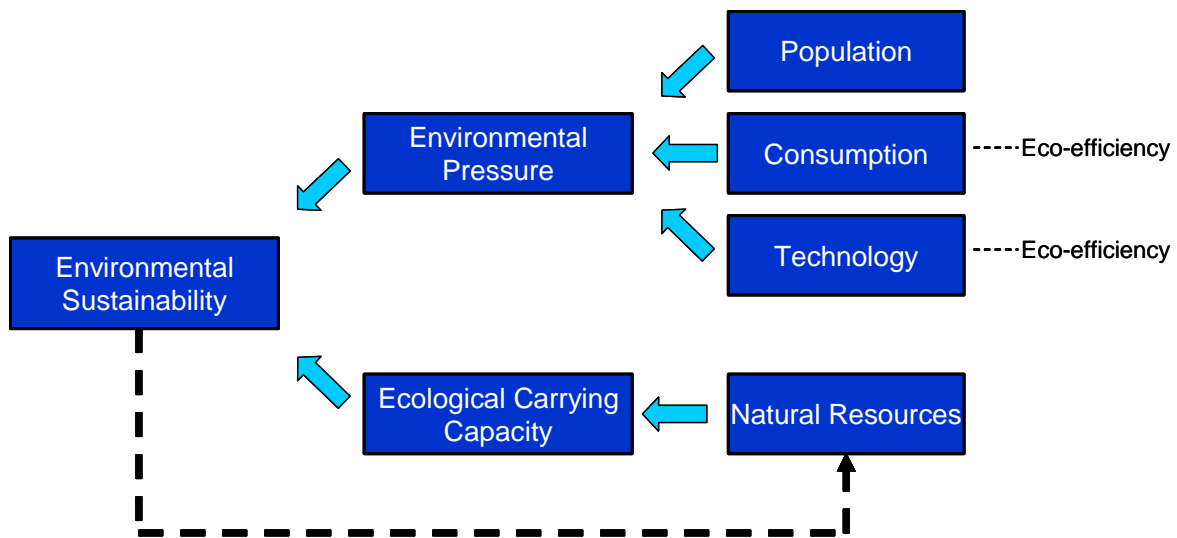 Population
Environmental
Pressure
Consumption
Eco-efficiency
Technology
Eco-efficiency
Environmental
Sustainability
Ecological Carrying
Capacity
Natural Resources